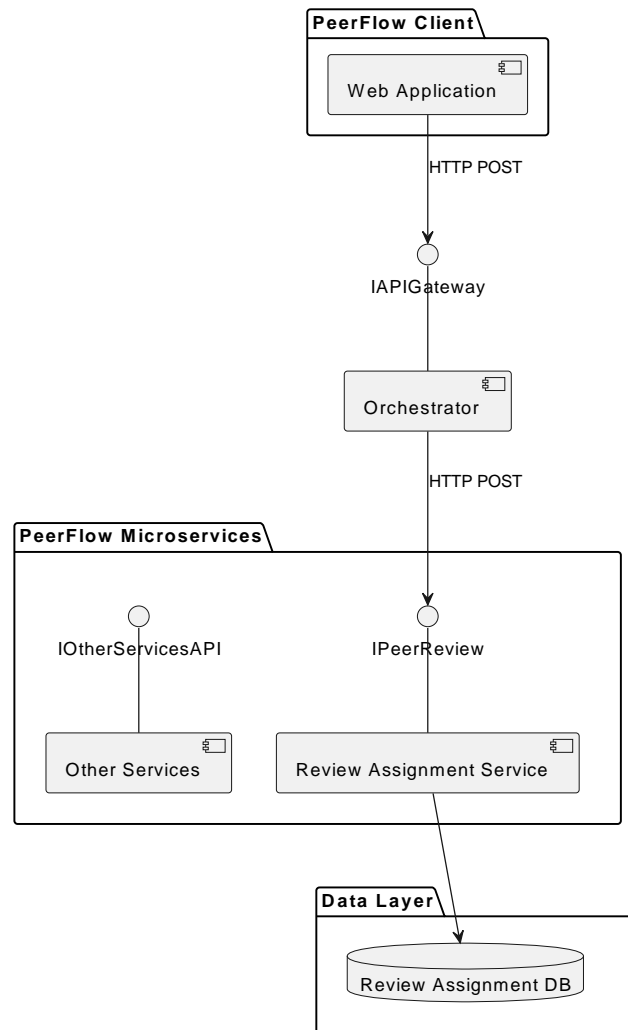 PeerFlow Client
Web Application
HTTP POST
IAPIGateway
Orchestrator
HTTP POST
PeerFlow Microservices
IOtherServicesAPI
IPeerReview
Other Services
Review Assignment Service
Data Layer
Review Assignment DB